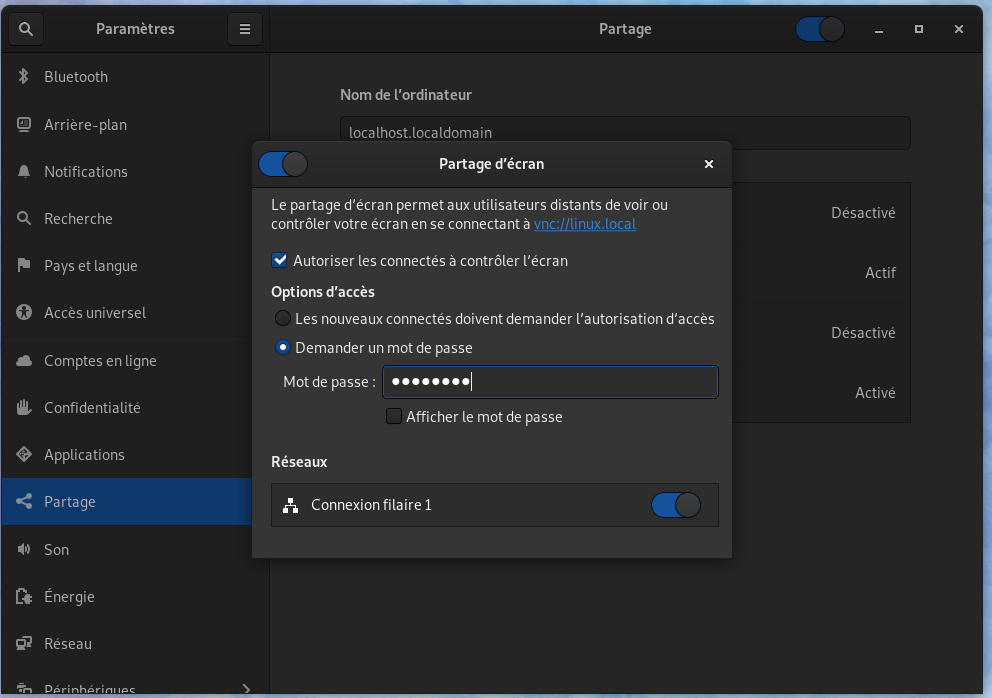 Paramètres
Partage
Bluetooth
Arrière-plan
Notifications
Recherche
Pays et langue
Accès universel
Comptes en ligne
Confidentialité
Applications
Partage
Son
Énergie
Réseau
Périphériques
Nom de l'ordinateur
localhost.localdomain
Désactivé
Actif
Désactivé
Activé
Partage d'écran
Le partage d'écran permet aux utilisateurs distants de voir ou
contrôler votre écran en se connectant à vnc://linux.local
Autoriser les connectés à contrôler l'écran
Options d'accès
Les nouveaux connectés doivent demander l'autorisation d'accès
Demander un mot de passe
Mot de passe : ●●●●●●●●
Afficher le mot de passe
Réseaux
Connexion filaire 1